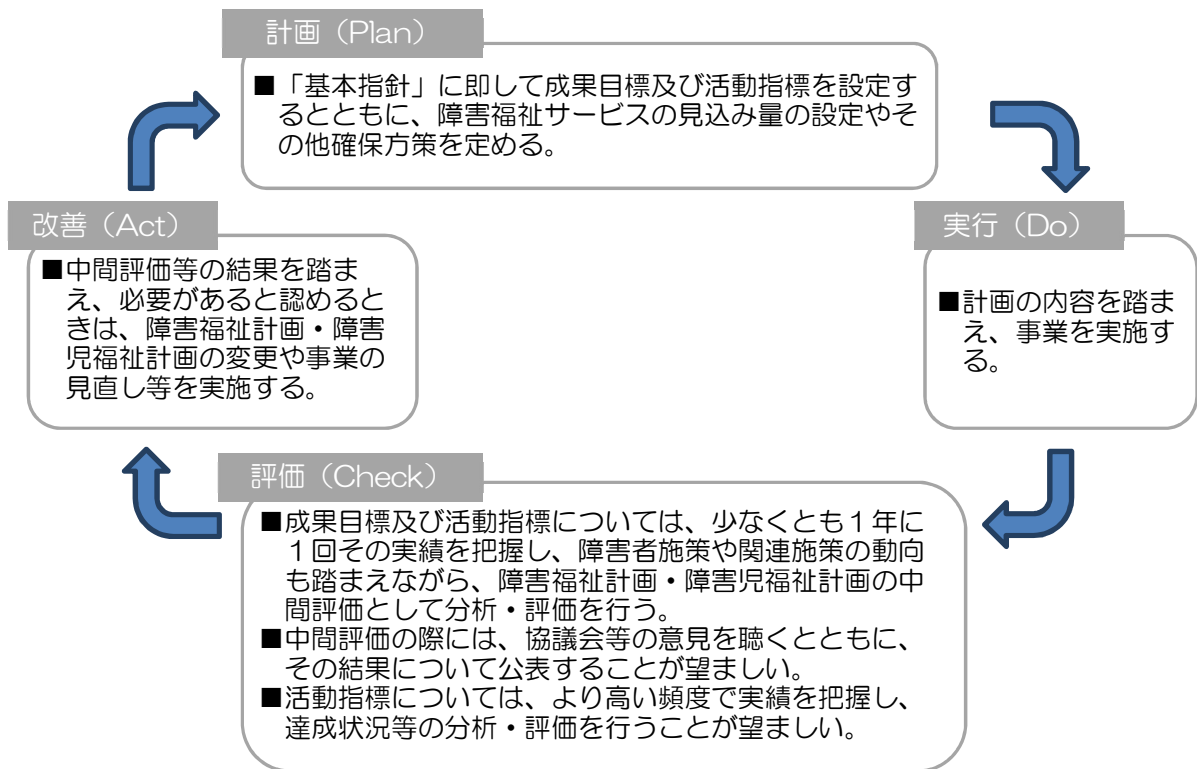 計画（Plan）
■「基本指針」に即して成果目標及び活動指標を設定す
るとともに、障害福祉サービスの見込み量の設定やそ
の他確保方策を定める。
改善（Act）
■中間評価等の結果を踏ま
え、必要があると認めると
きは、障害福祉計画・障害
児福祉計画の変更や事業の
見直し等を実施する。
実行（Do）
■計画の内容を踏ま
え、事業を実施す
る。
評価（Check）
■成果目標及び活動指標については、少なくとも１年に
１回その実績を把握し、障害者施策や関連施策の動向
も踏まえながら、障害福祉計画・障害児福祉計画の中
間評価として分析・評価を行う。
■中間評価の際には、協議会等の意見を聴くとともに、
その結果について公表することが望ましい。
■活動指標については、より高い頻度で実績を把握し、
達成状況等の分析・評価を行うことが望ましい。